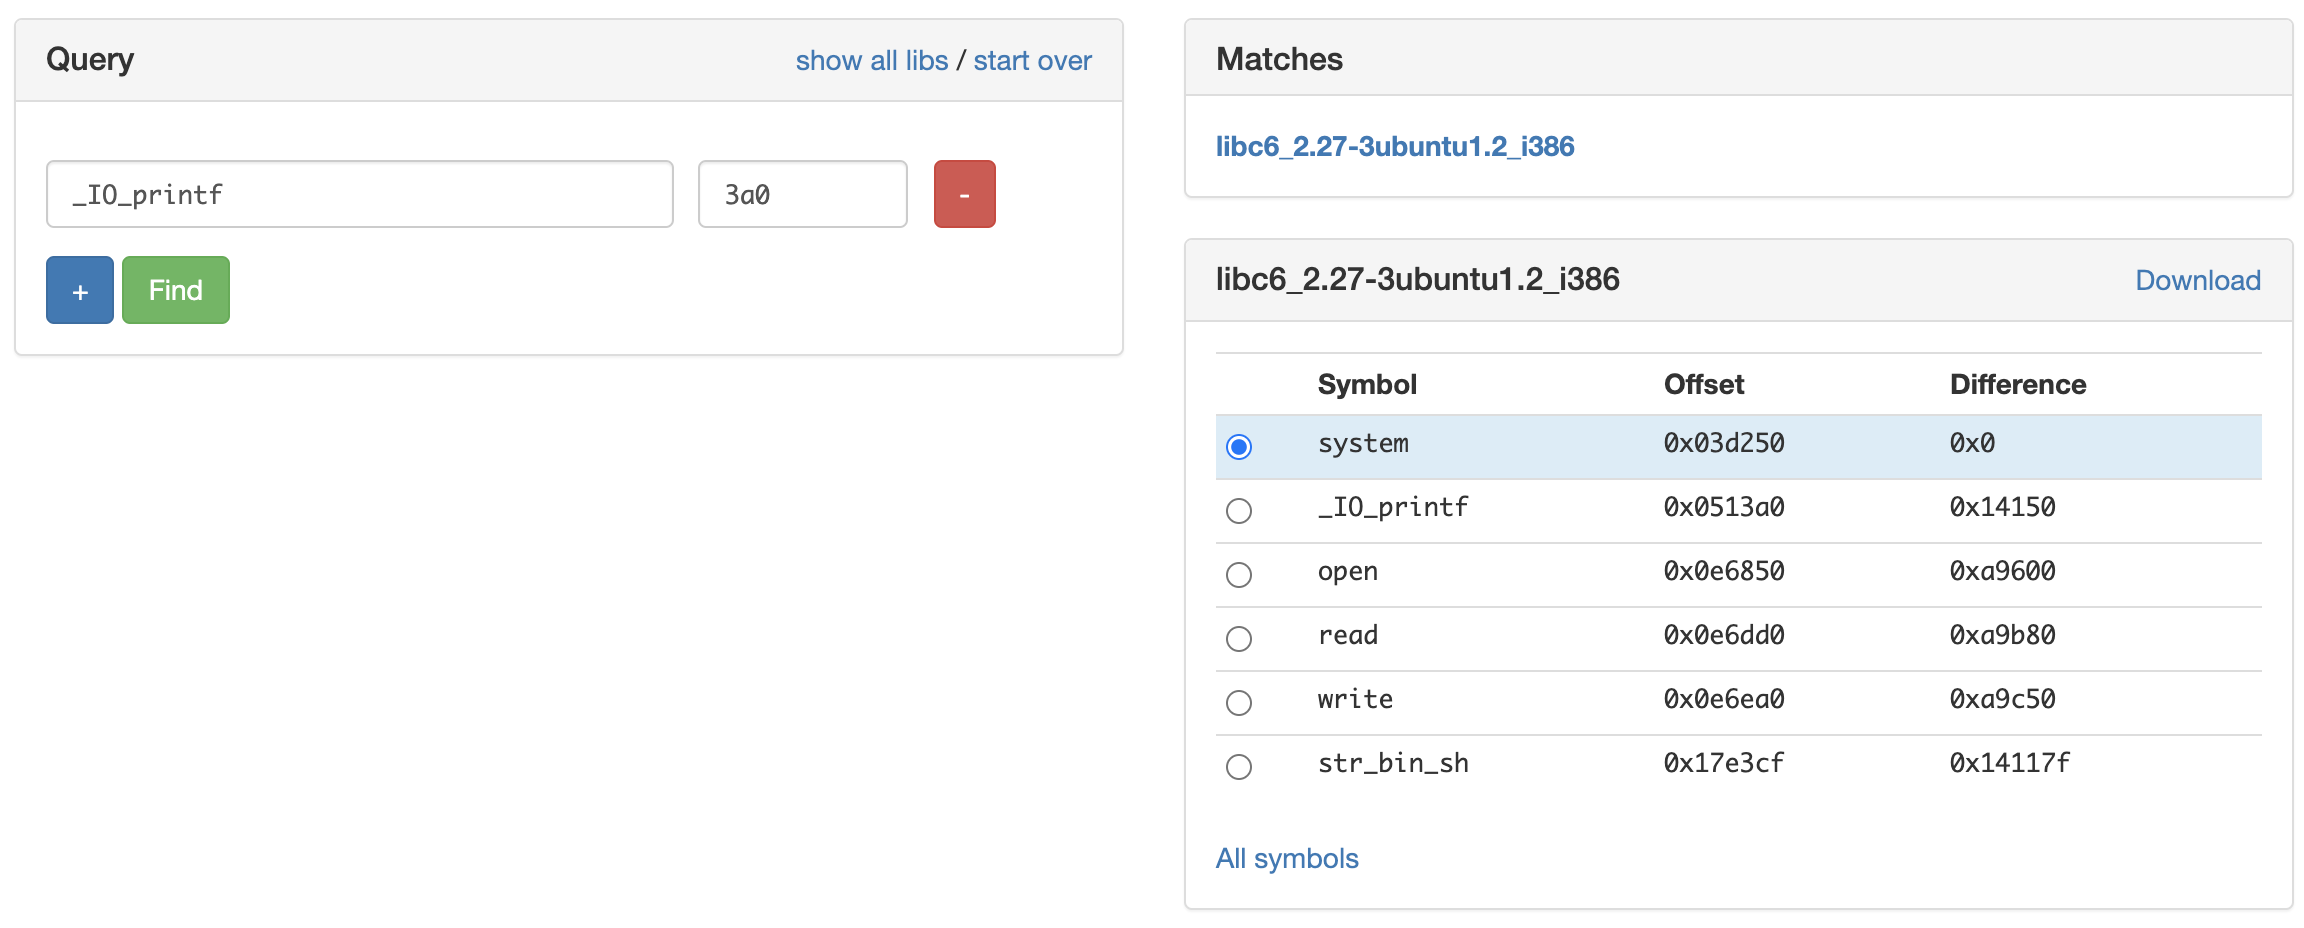 Query show all libs / start over
_IO_printf 3a0 -
+ Find
Matches
libc6_2.27-3ubuntu1.2_i386
libc6_2.27-3ubuntu1.2_i386 Download
Symbol Offset Difference
system 0x03d250 0x0
_IO_printf 0x0513a0 0x14150
open 0x0e6850 0xa9600
read 0x0e6dd0 0xa9b80
write 0x0e6ea0 0xa9c50
str_bin_sh 0x17e3cf 0x14117f
All symbols